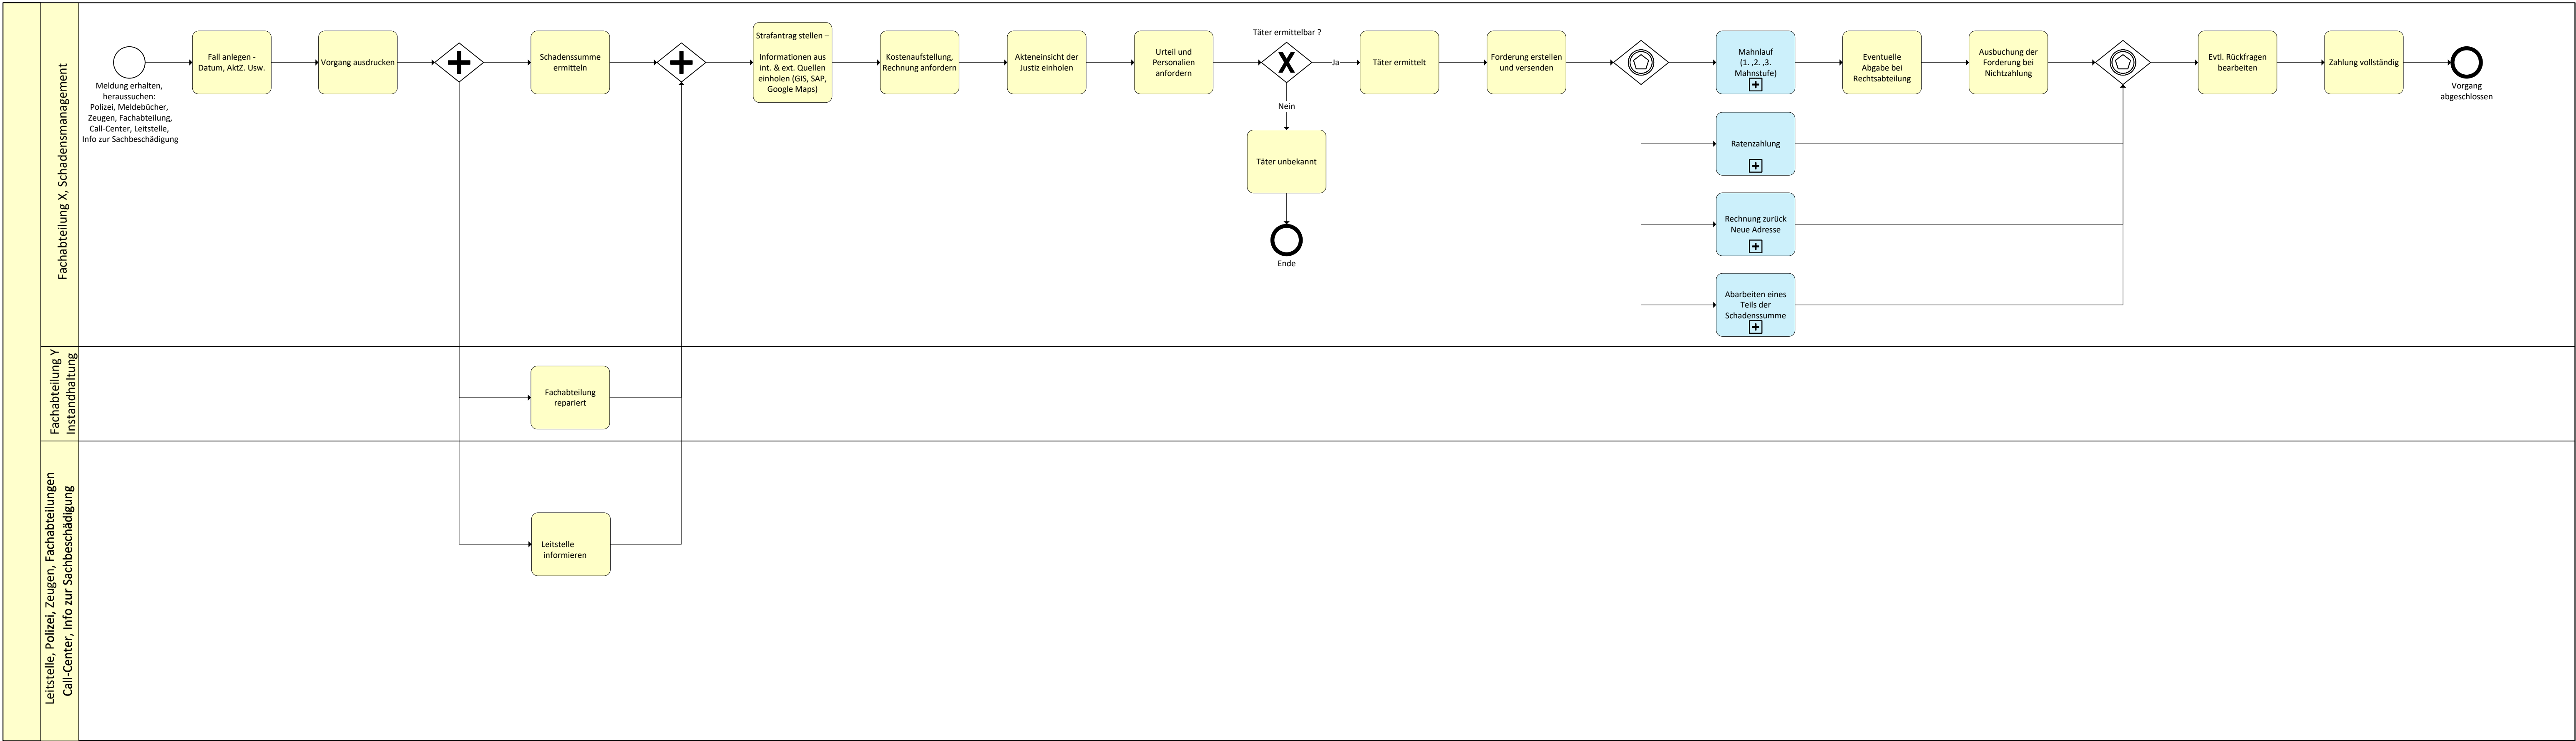 Fachabteilung X, Schadensmanagement
Meldung erhalten,
heraussuchen:
Polizei, Meldebücher,
Zeugen, Fachabteilung,
Call-Center, Leitstelle,
Info zur Sachbeschädigung
Fall anlegen -
Datum, AktZ. Usw.
Vorgang ausdrucken
Schadenssumme
ermitteln
Strafantrag stellen –
Informationen aus
int. & ext. Quellen
einholen (GIS, SAP,
Google Maps)
Kostenaufstellung,
Rechnung anfordern
Akteneinsicht der
Justiz einholen
Urteil und
Personalien
anfordern
Täter ermittelbar ?
X
Ja
Nein
Täter unbekannt
Ende
Täter ermittelt
Forderung erstellen
und versenden
Mahnlauf
(1. ,2. ,3.
Mahnstufe)
Eventuelle
Abgabe bei
Rechtsabteilung
Ausbuchung der
Forderung bei
Nichtzahlung
Ratenzahlung
Rechnung zurück
Neue Adresse
Abarbeiten eines
Teils der
Schadenssumme
Evtl. Rückfragen
bearbeiten
Zahlung vollständig
Vorgang
abgeschlossen
Fachabteilung Y
Instandhaltung
Fachabteilung
repariert
Leitstelle, Polizei, Zeugen, Fachabteilungen
Call-Center, Info zur Sachbeschädigung
Leitstelle
informieren